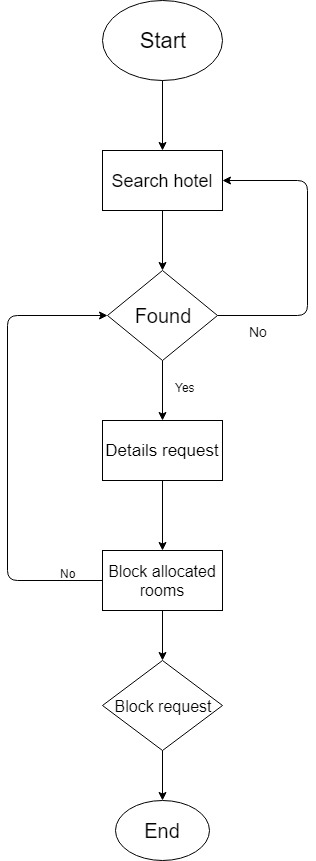 Start
Search hotel
Found
No
Yes
Details request
No
Block allocated
rooms
Block request
End